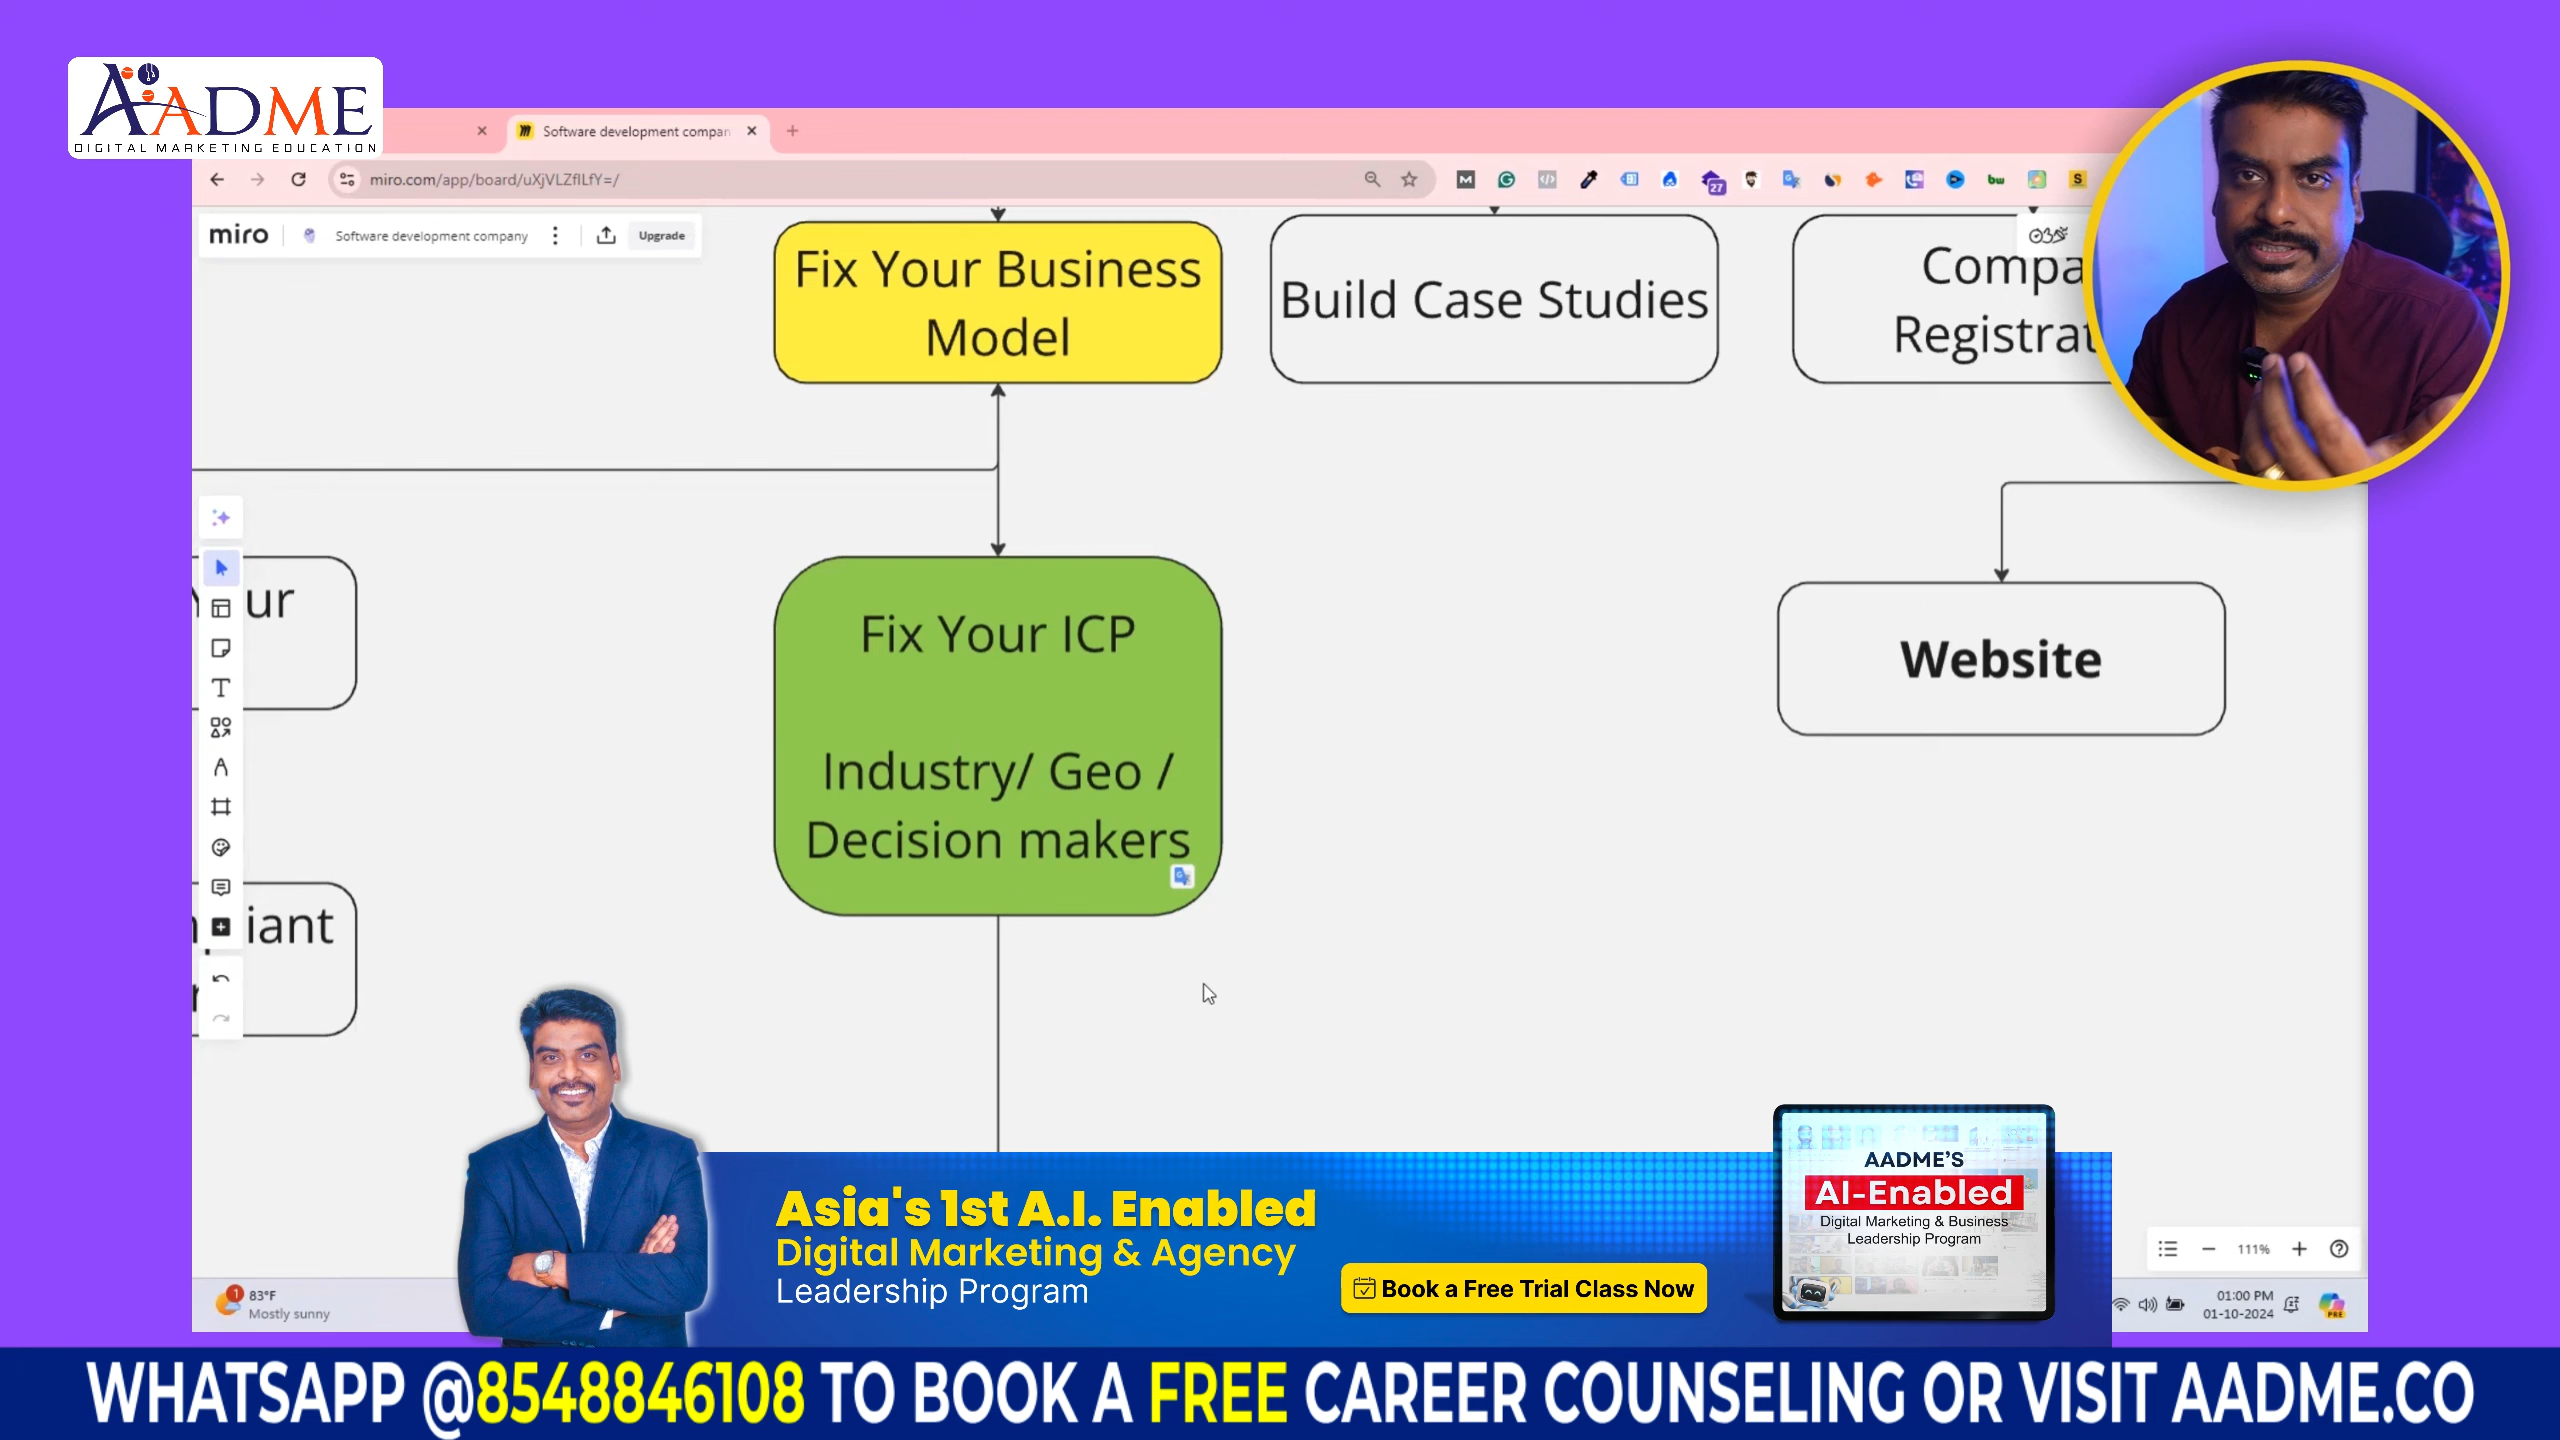 AADME
DIGITAL MARKETING EDUCATION
Software development compan
miro.com/app/board/uXjVLZfILfY=/
27
bw
S
miro
Software development company
Upgrade
Fix Your Business
Model
Build Case Studies
Compa
Registrat
ur
Fix Your ICP
Industry/ Geo /
Decision makers
Website
iant
AADME'S
AI-Enabled
Digital Marketing & Business
Leadership Program
Asia's 1st A.I. Enabled
Digital Marketing & Agency
Leadership Program
Book a Free Trial Class Now
111%
1
83°F
Mostly sunny
01:00 PM
01-10-2024
PRE
WHATSAPP @8548846108 TO BOOK A FREE CAREER COUNSELING OR VISIT AADME.CO